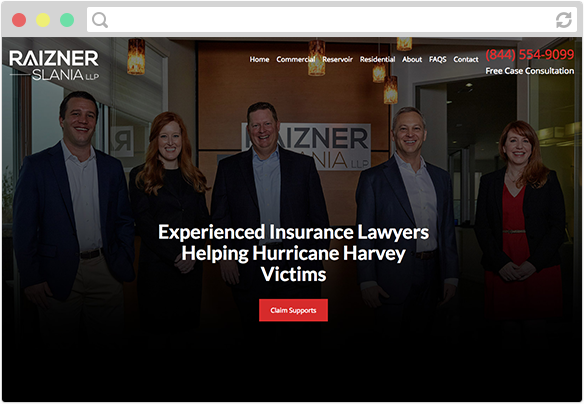 RAIZNER
SLANIA LLP
Home Commercial Reservoir Residential About FAQS Contact
(844) 554-9099
Free Case Consultation
R
RAIZNER
SLANIA LLP
Experienced Insurance Lawyers
Helping Hurricane Harvey
Victims
Claim Supports